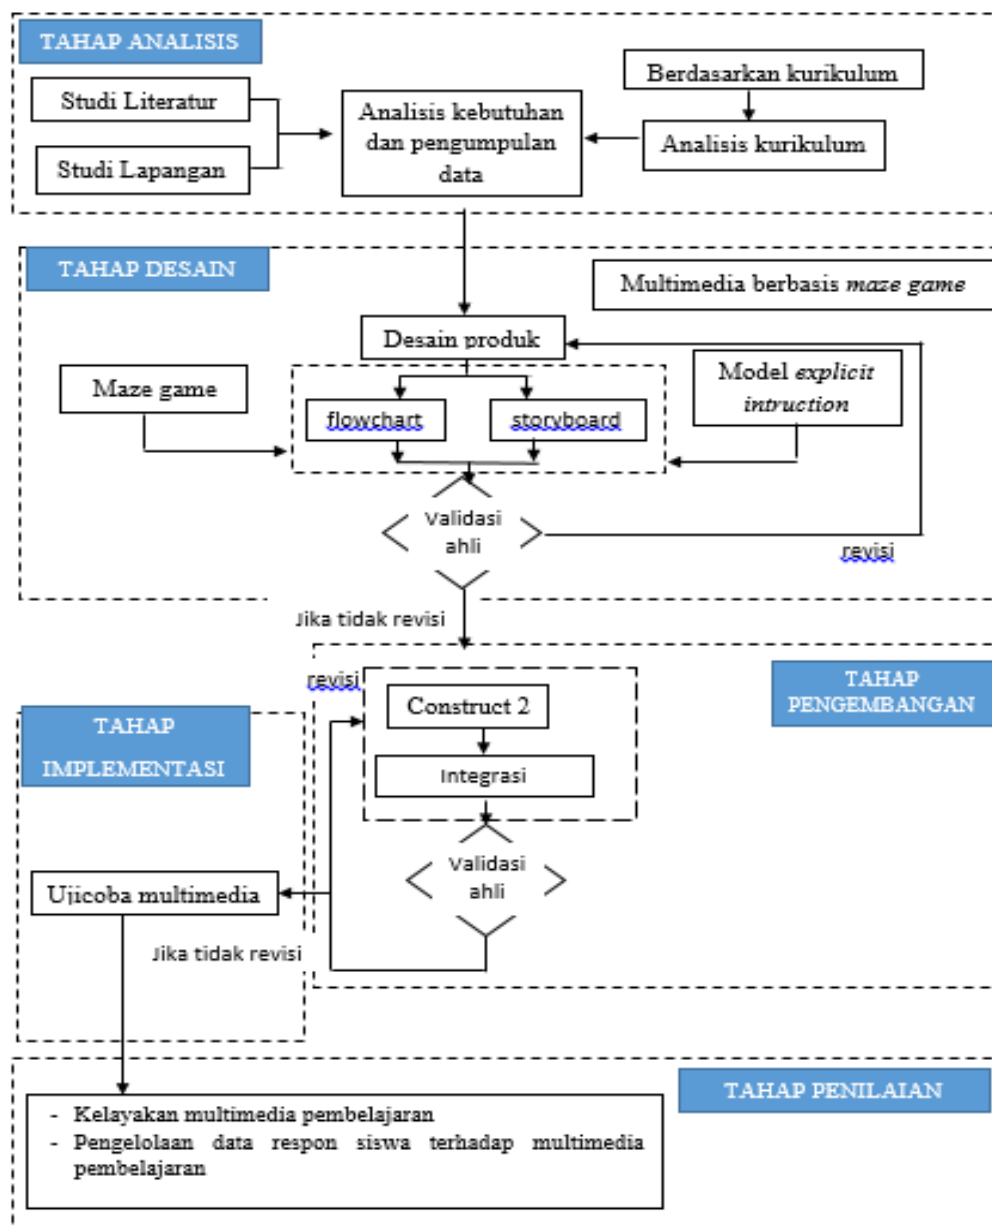 TAHAP ANALISIS
Studi Literatur
Studi Lapangan
Analisis kebutuhan
dan pengumpulan
data
Berdasarkan kurikulum
Analisis kurikulum
TAHAP DESAIN
Multimedia berbasis maze game
Desain produk
Maze game
flowchart
storyboard
Model explicit
intruction
Validasi
ahli
revisi
Jika tidak revisi
revisi
TAHAP
PENGEMBANGAN
Construct 2
Integrasi
Validasi
ahli
TAHAP
IMPLEMENTASI
Ujicoba multimedia
Jika tidak revisi
TAHAP PENILAIAN
- Kelayakan multimedia pembelajaran
- Pengelolaan data respon siswa terhadap multimedia
pembelajaran